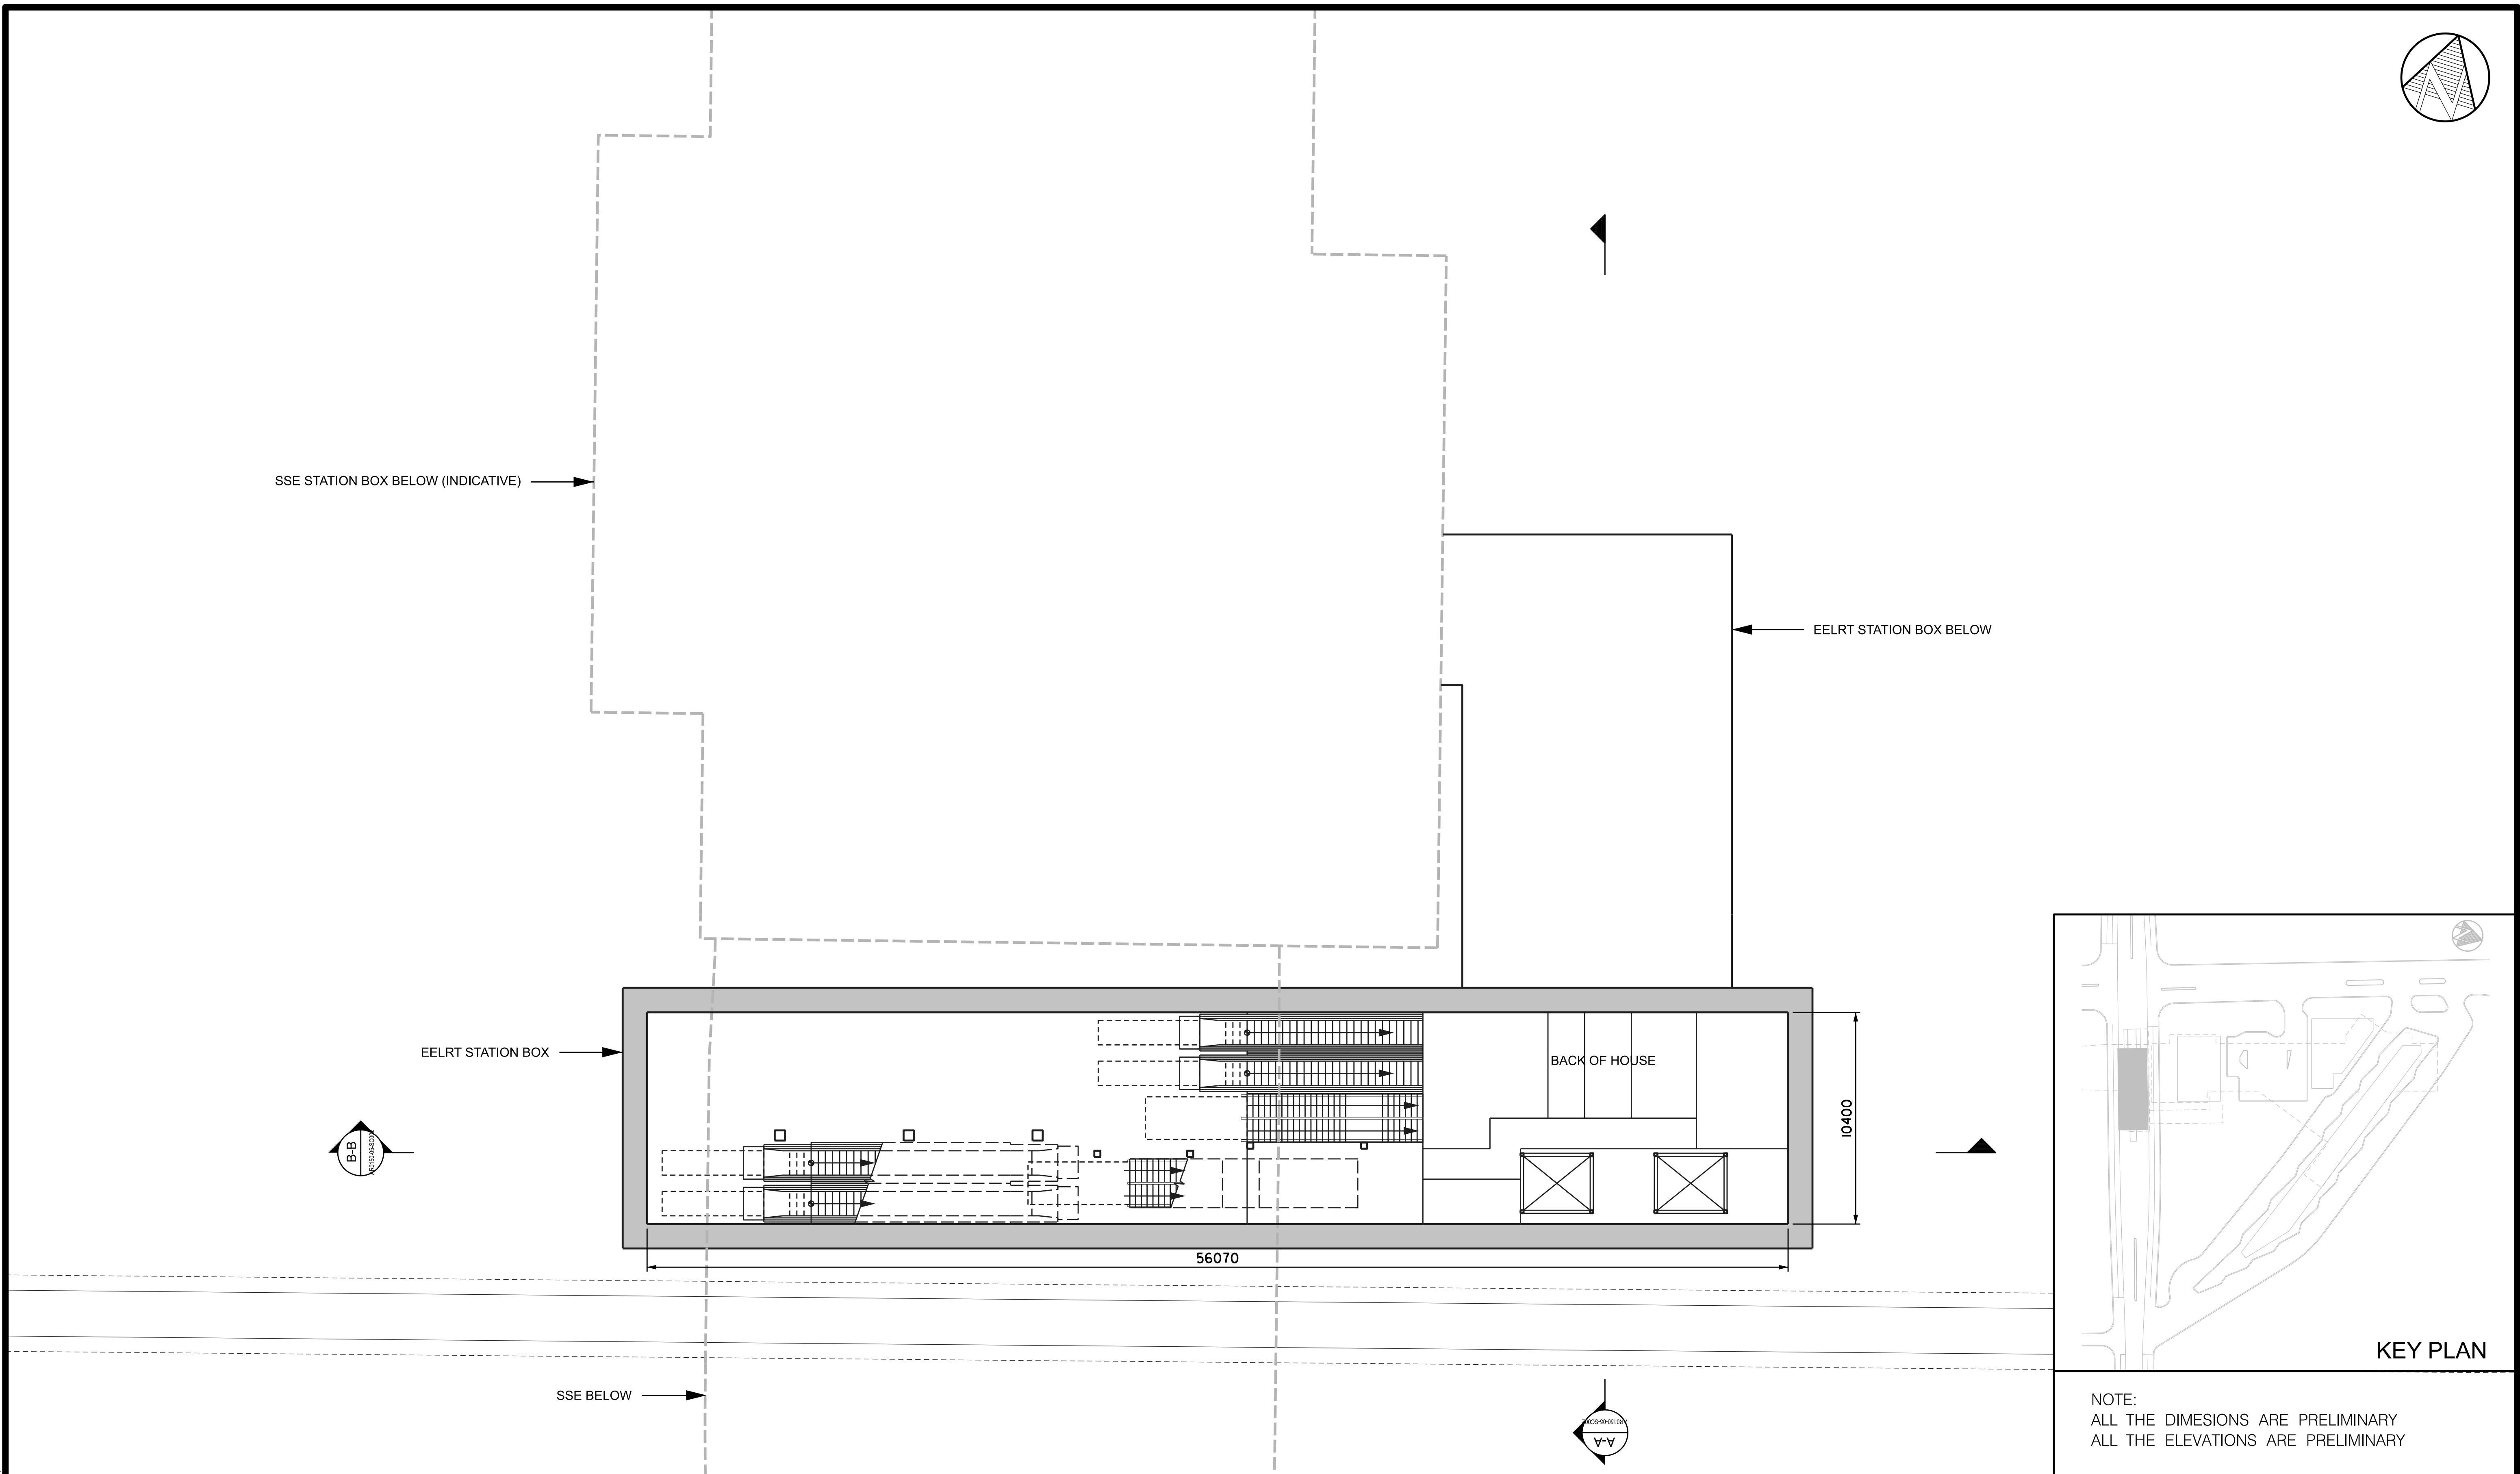 N
SSE STATION BOX BELOW (INDICATIVE)
EELRT STATION BOX BELOW
EELRT STATION BOX
BACK OF HOUSE
10400
B-B
56070
KEY PLAN
SSE BELOW
A-A
NOTE:
ALL THE DIMESIONS ARE PRELIMINARY
ALL THE ELEVATIONS ARE PRELIMINARY